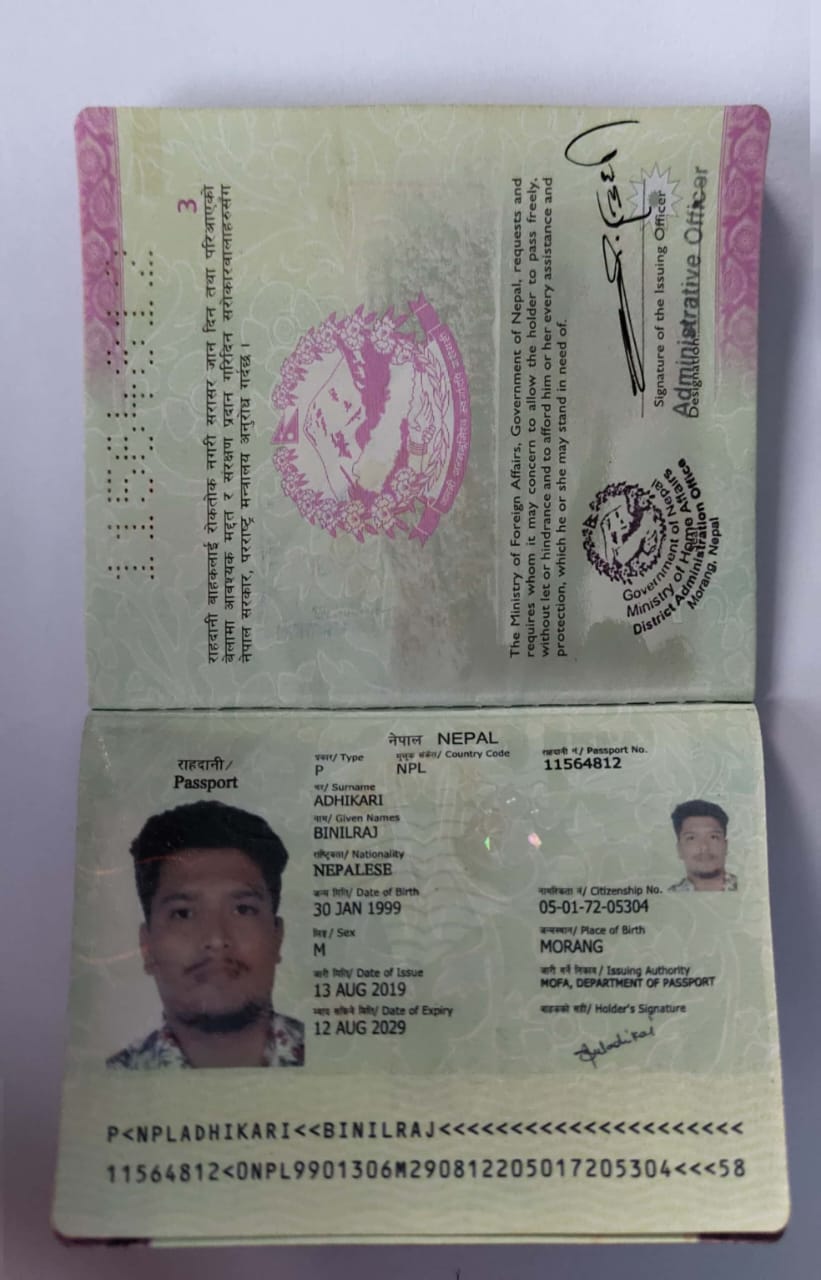 11564812
3
राहदानी बाहकलाई रोकतोक नगरी सरासर जान दिन तथा परिआएको
बेलामा आवश्यक मद्दत र संरक्षण प्रदान गरिदिन सरोकारवालाहरुसँग
नेपाल सरकार, परराष्ट्र मन्त्रालय अनुरोध गर्दछ ।
The Ministry of Foreign Affairs, Government of Nepal, requests and
requires whom it may concern to allow the holder to pass freely,
without let or hindrance and to afford him or her every assistance and
protection, which he or she may stand in need of.
Signature of the Issuing Officer
Administrative Officer
Designation
Seal
Government of Nepal
Ministry of Home Affairs
District Administration Office
Morang, Nepal
नेपाल NEPAL
राहदानी/
Passport
प्रकार/ Type
P
मुलुक संकेत/ Country Code
NPL
राहदानी नं/ Passport No.
11564812
थर/ Surname
ADHIKARI
नाम/ Given Names
BINILRAJ
राष्ट्रियता/ Nationality
NEPALESE
जन्म मिति/ Date of Birth
30 JAN 1999
नागरिकता नं/ Citizenship No.
05-01-72-05304
लिङ्ग/ Sex
M
जन्मस्थान/ Place of Birth
MORANG
जारी मिति/ Date of Issue
13 AUG 2019
जारी गर्ने निकाय / Issuing Authority
MOFA, DEPARTMENT OF PASSPORT
म्याद सकिने मिति/ Date of Expiry
12 AUG 2029
बाहकको सही/ Holder's Signature
P<NPLADHIKARI<<BINILRAJ<<<<<<<<<<<<<<<<<<<<<
11564812<0NPL9901306M290812205017205304<<<58